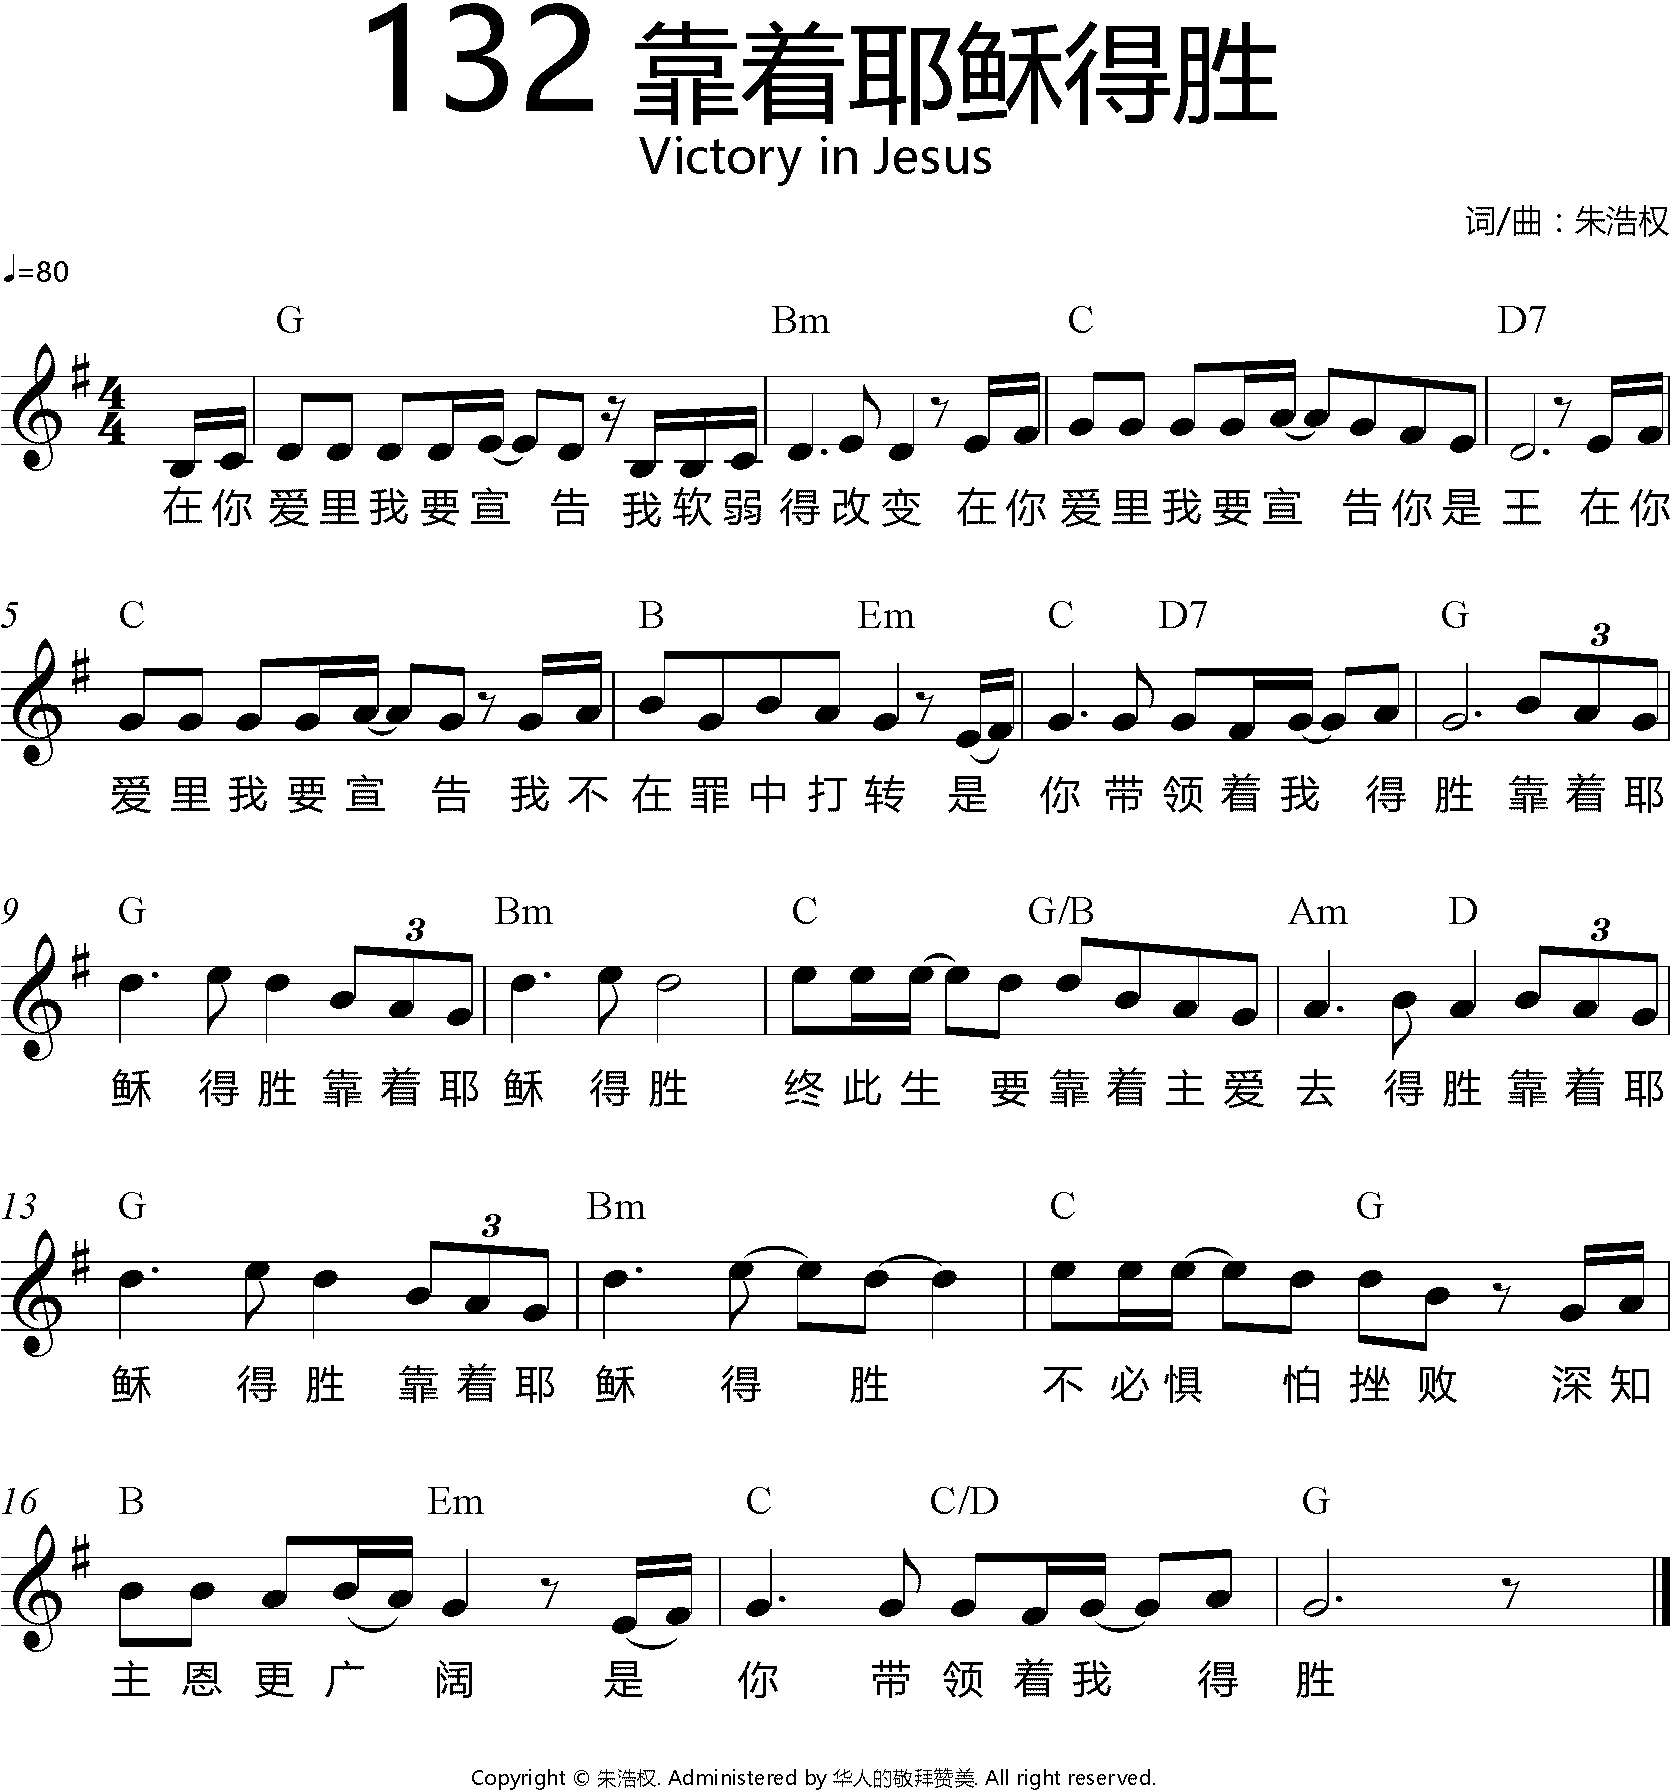 132 靠着耶稣得胜
Victory in Jesus
词/曲：朱浩权
♩=80
G Bm C D7
4
4
在你爱里我要宣告我软弱得改变在你爱里我要宣告你是王在你
5 C B Em C D7 G
3
爱里我要宣告我不在罪中打转是你带领着我得胜靠着耶
9 G Bm C G/B Am D
3 3
稣得胜靠着耶稣得胜终此生要靠着主爱去得胜靠着耶
13 G Bm C G
3
稣得胜靠着耶稣得胜不必惧怕挫败深知
16 B Em C C/D G
主恩更广阔是你带领着我得胜
Copyright © 朱浩权. Administered by 华人的敬拜赞美. All right reserved.